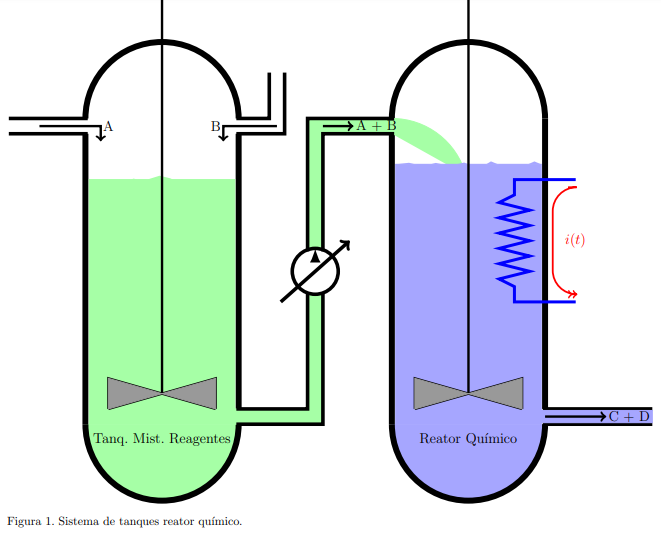 A
B
A + B
i(t)
Tanq. Mist. Reagentes
Reator Químico
C + D
Figura 1. Sistema de tanques reator químico.